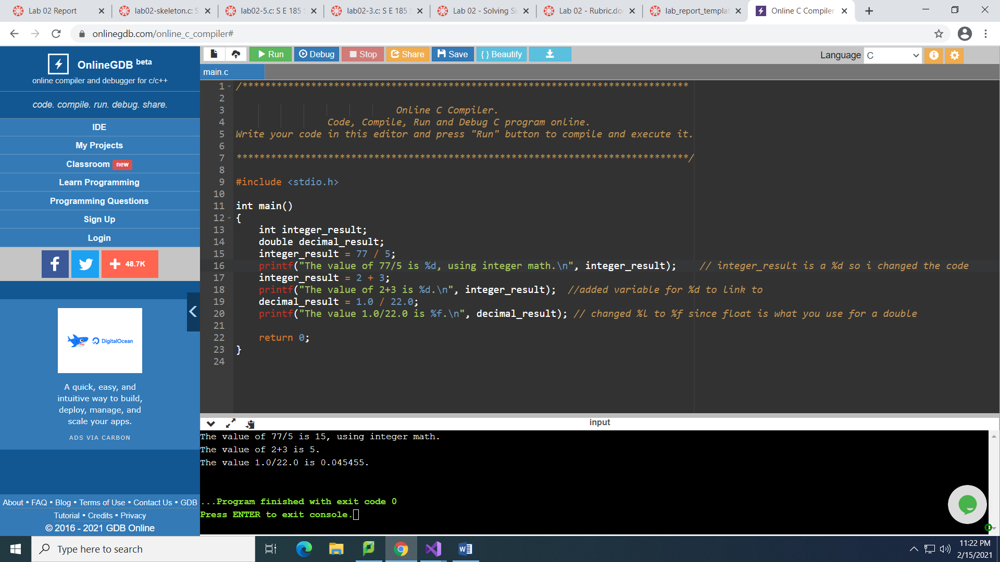 Lab 02 Report
lab02-skeleton.c: S
lab02-5.c: S E 185 S
lab02-3.c: S E 185 S
Lab 02 - Solving Si
Lab 02 - Rubric.do
lab_report_templat
Online C Compiler
onlinegdb.com/online_c_compiler#
OnlineGDB beta
online compiler and debugger for c/c++
code. compile. run. debug. share.
IDE
My Projects
Classroom new
Learn Programming
Programming Questions
Sign Up
Login
f 48.7K
DigitalOcean
A quick, easy, and
intuitive way to build,
deploy, manage, and
scale your apps.
ADS VIA CARBON
About • FAQ • Blog • Terms of Use • Contact Us • GDB
Tutorial • Credits • Privacy
© 2016 - 2021 GDB Online
Run Debug Stop Share Save { } Beautify
Language C
main.c
1 /******************************************************************************
2
3 Online C Compiler.
4 Code, Compile, Run and Debug C program online.
5 Write your code in this editor and press "Run" button to compile and execute it.
6
7 *******************************************************************************/
8
9 #include <stdio.h>
10
11 int main()
12 {
13 int integer_result;
14 double decimal_result;
15 integer_result = 77 / 5;
16 printf("The value of 77/5 is %d, using integer math.\n", integer_result); // integer_result is a %d so i changed the code
17 integer_result = 2 + 3;
18 printf("The value of 2+3 is %d.\n", integer_result); //added variable for %d to link to
19 decimal_result = 1.0 / 22.0;
20 printf("The value 1.0/22.0 is %f.\n", decimal_result); // changed %l to %f since float is what you use for a double
21
22 return 0;
23 }
24
input
The value of 77/5 is 15, using integer math.
The value of 2+3 is 5.
The value 1.0/22.0 is 0.045455.
...Program finished with exit code 0
Press ENTER to exit console.
Type here to search
11:22 PM
2/15/2021